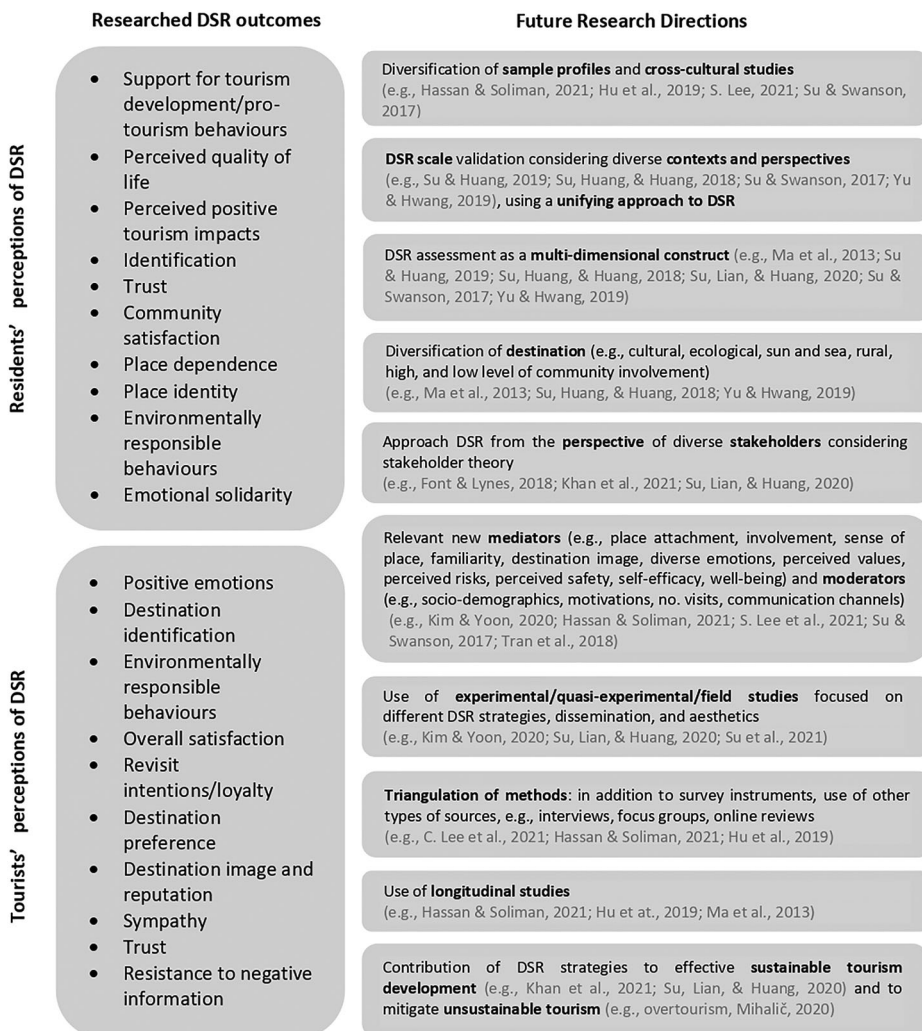 Researched DSR outcomes
Residents' perceptions of DSR
• Support for tourism
development/pro-
tourism behaviours
• Perceived quality of
life
• Perceived positive
tourism impacts
• Identification
• Trust
• Community
satisfaction
• Place dependence
• Place identity
• Environmentally
responsible
behaviours
• Emotional solidarity
Tourists' perceptions of DSR
• Positive emotions
• Destination
identification
• Environmentally
responsible
behaviours
• Overall satisfaction
• Revisit
intentions/loyalty
• Destination
preference
• Destination image and
reputation
• Sympathy
• Trust
• Resistance to negative
information
Future Research Directions
Diversification of sample profiles and cross-cultural studies
(e.g., Hassan & Soliman, 2021; Hu et al., 2019; S. Lee, 2021; Su & Swanson,
2017)
DSR scale validation considering diverse contexts and perspectives
(e.g., Su & Huang, 2019; Su, Huang, & Huang, 2018; Su & Swanson, 2017; Yu
& Hwang, 2019), using a unifying approach to DSR
DSR assessment as a multi-dimensional construct (e.g., Ma et al., 2013; Su
& Huang, 2019; Su, Huang, & Huang, 2018; Su, Lian, & Huang, 2020; Su &
Swanson, 2017; Yu & Hwang, 2019)
Diversification of destination (e.g., cultural, ecological, sun and sea, rural,
high, and low level of community involvement)
(e.g., Ma et al., 2013; Su, Huang, & Huang, 2018; Yu & Hwang, 2019)
Approach DSR from the perspective of diverse stakeholders considering
stakeholder theory
(e.g., Font & Lynes, 2018; Khan et al., 2021; Su, Lian, & Huang, 2020)
Relevant new mediators (e.g., place attachment, involvement, sense of
place, familiarity, destination image, diverse emotions, perceived values,
perceived risks, perceived safety, self-efficacy, well-being) and moderators
(e.g., socio-demographics, motivations, no. visits, communication channels)
(e.g., Kim & Yoon, 2020; Hassan & Soliman, 2021; S. Lee et al., 2021; Su &
Swanson, 2017; Tran et al., 2018)
Use of experimental/quasi-experimental/field studies focused on
different DSR strategies, dissemination, and aesthetics
(e.g., Kim & Yoon, 2020; Su, Lian, & Huang, 2020; Su et al., 2021)
Triangulation of methods: in addition to survey instruments, use of other
types of sources, e.g., interviews, focus groups, online reviews
(e.g., C. Lee et al., 2021; Hassan & Soliman, 2021; Hu et al., 2019)
Use of longitudinal studies
(e.g., Hassan & Soliman, 2021; Hu et at., 2019; Ma et al., 2013)
Contribution of DSR strategies to effective sustainable tourism
development (e.g., Khan et al., 2021; Su, Lian, & Huang, 2020) and to
mitigate unsustainable tourism (e.g., overtourism, Mihalič, 2020)